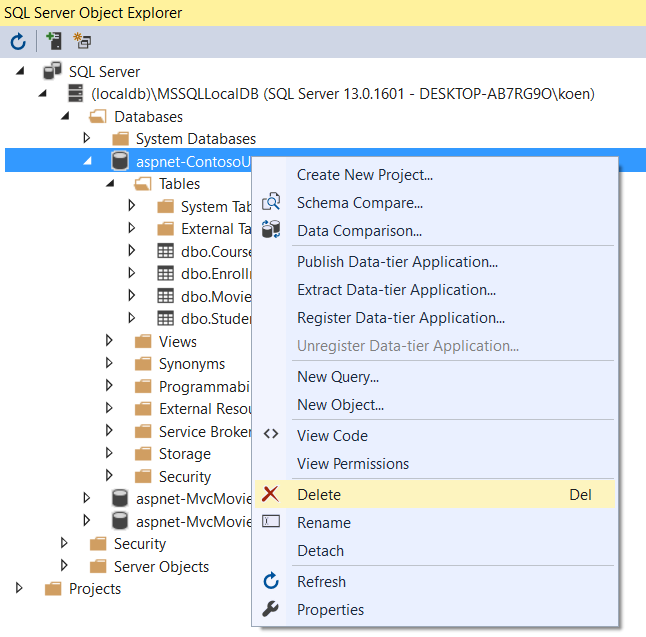 SQL Server Object Explorer
SQL Server
(localdb)\MSSQLLocalDB (SQL Server 13.0.1601 - DESKTOP-AB7RG9O\koen)
Databases
System Databases
aspnet-ContosoU
Tables
System Tab
External Ta
dbo.Course
dbo.Enrolln
dbo.Movie
dbo.Studen
Views
Synonyms
Programmabi
External Resou
Service Broker
Storage
Security
aspnet-MvcMovie
aspnet-MvcMovie
Security
Server Objects
Projects
Create New Project...
Schema Compare...
Data Comparison...
Publish Data-tier Application...
Extract Data-tier Application...
Register Data-tier Application...
Unregister Data-tier Application...
New Query...
New Object...
View Code
View Permissions
Delete Del
Rename
Detach
Refresh
Properties